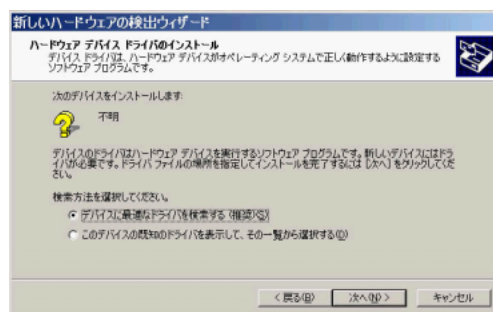 新しいハードウェアの検出ウィザード
ハードウェア デバイス ドライバのインストール
デバイス ドライバは、ハードウェア デバイスがオペレーティング システムで正しく動作するように設定する
ソフトウェア プログラムです。
次のデバイスをインストールします:
不明
デバイスのドライバはハードウェア デバイスを実行するソフトウェア プログラムです。新しいデバイスにはドラ
イバが必要です。ドライバ ファイルの場所を指定してインストールを完了するには [次へ] をクリックしてくだ
さい。
検索方法を選択してください。
デバイスに最適なドライバを検索する (推奨)(S)
このデバイスの既知のドライバを表示して、その一覧から選択する(D)
< 戻る(B)
次へ(N) >
キャンセル